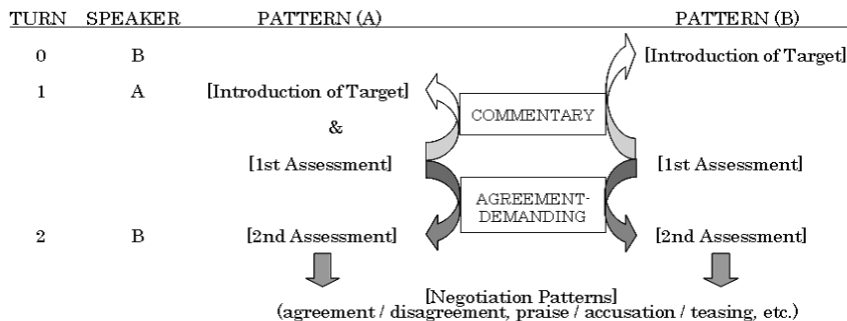 TURN SPEAKER PATTERN (A) PATTERN (B)
0 B [Introduction of Target]
1 A [Introduction of Target]
COMMENTARY
&
[1st Assessment] [1st Assessment]
AGREEMENT-
DEMANDING
2 B [2nd Assessment] [2nd Assessment]
[Negotiation Patterns]
(agreement / disagreement, praise / accusation / teasing, etc.)